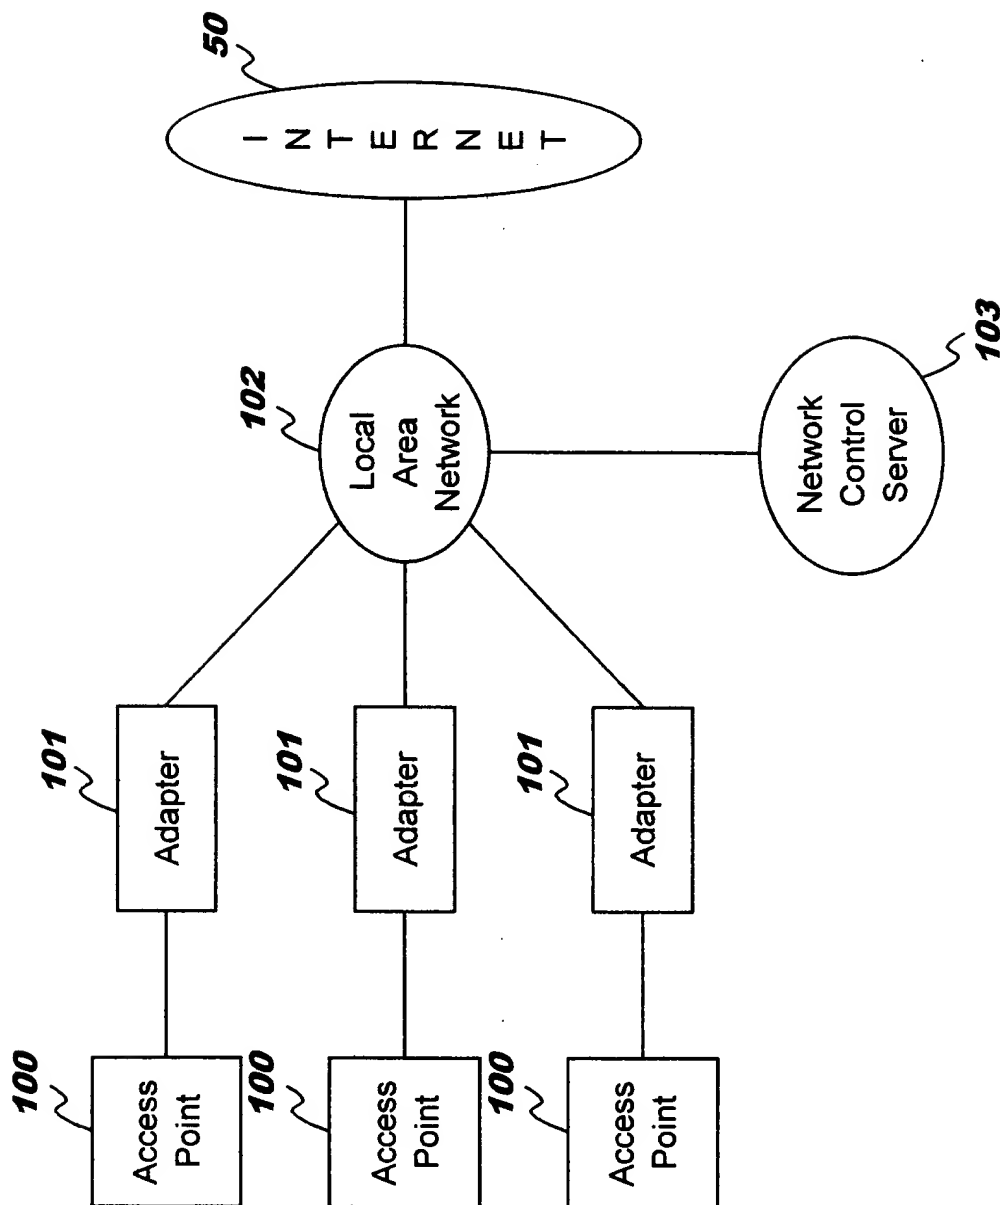 100
Access
Point
101
Adapter
100
Access
Point
101
Adapter
100
Access
Point
101
Adapter
102
Local
Area
Network
103
Network
Control
Server
50
INTERNET